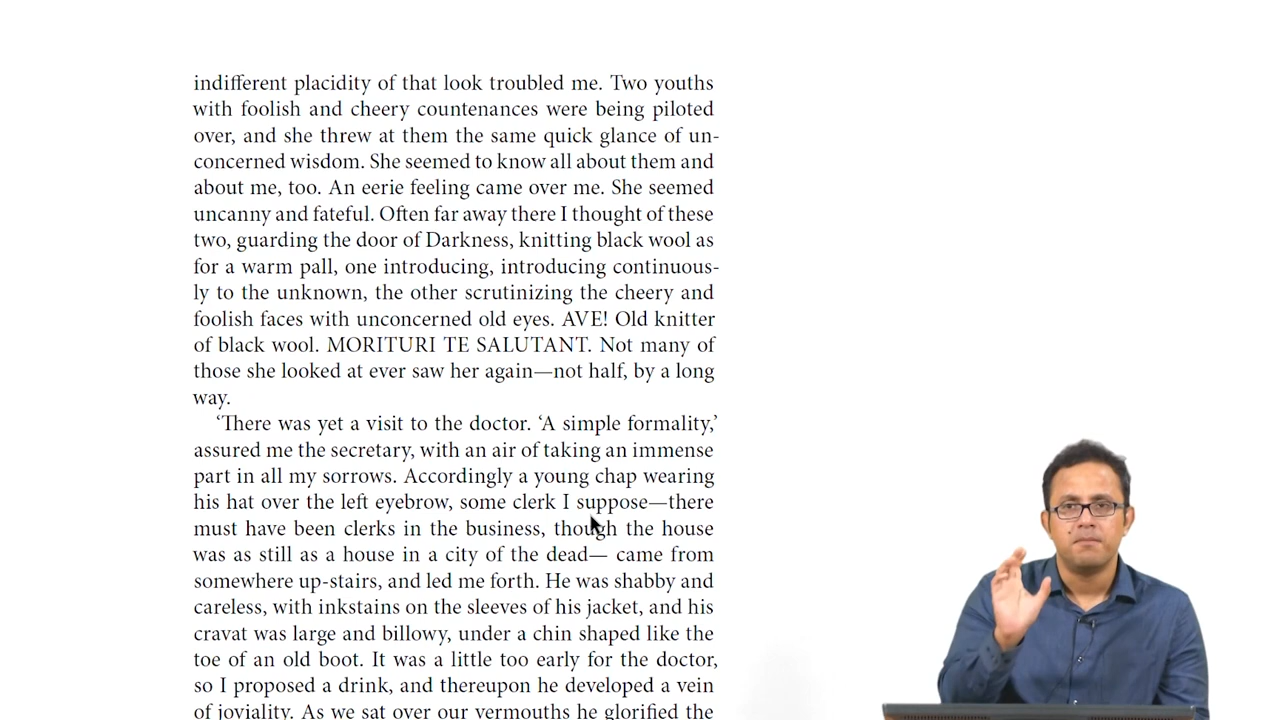 indifferent placidity of that look troubled me. Two youths
with foolish and cheery countenances were being piloted
over, and she threw at them the same quick glance of un-
concerned wisdom. She seemed to know all about them and
about me, too. An eerie feeling came over me. She seemed
uncanny and fateful. Often far away there I thought of these
two, guarding the door of Darkness, knitting black wool as
for a warm pall, one introducing, introducing continuous-
ly to the unknown, the other scrutinizing the cheery and
foolish faces with unconcerned old eyes. AVE! Old knitter
of black wool. MORITURI TE SALUTANT. Not many of
those she looked at ever saw her again—not half, by a long
way.
‘There was yet a visit to the doctor. ‘A simple formality,’
assured me the secretary, with an air of taking an immense
part in all my sorrows. Accordingly a young chap wearing
his hat over the left eyebrow, some clerk I suppose—there
must have been clerks in the business, though the house
was as still as a house in a city of the dead— came from
somewhere up-stairs, and led me forth. He was shabby and
careless, with inkstains on the sleeves of his jacket, and his
cravat was large and billowy, under a chin shaped like the
toe of an old boot. It was a little too early for the doctor,
so I proposed a drink, and thereupon he developed a vein
of joviality. As we sat over our vermouths he glorified the